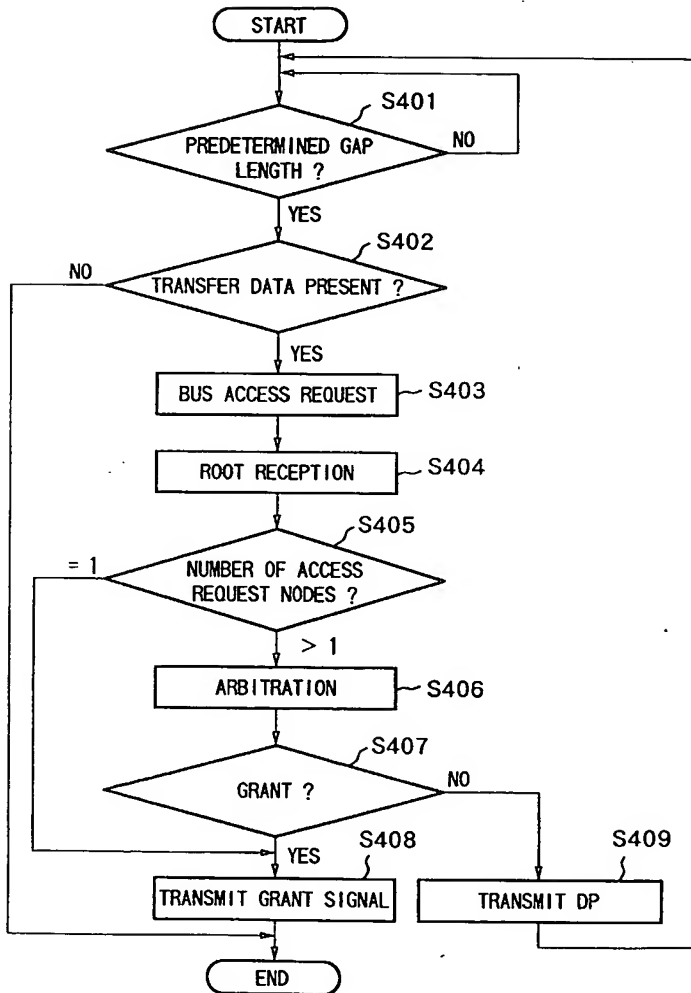 START
S401
PREDETERMINED GAP
LENGTH ?
NO
YES
S402
NO
TRANSFER DATA PRESENT ?
YES
BUS ACCESS REQUEST
S403
ROOT RECEPTION
S404
S405
= 1
NUMBER OF ACCESS
REQUEST NODES ?
> 1
ARBITRATION
S406
S407
GRANT ?
NO
YES
S408
S409
TRANSMIT GRANT SIGNAL
TRANSMIT DP
END